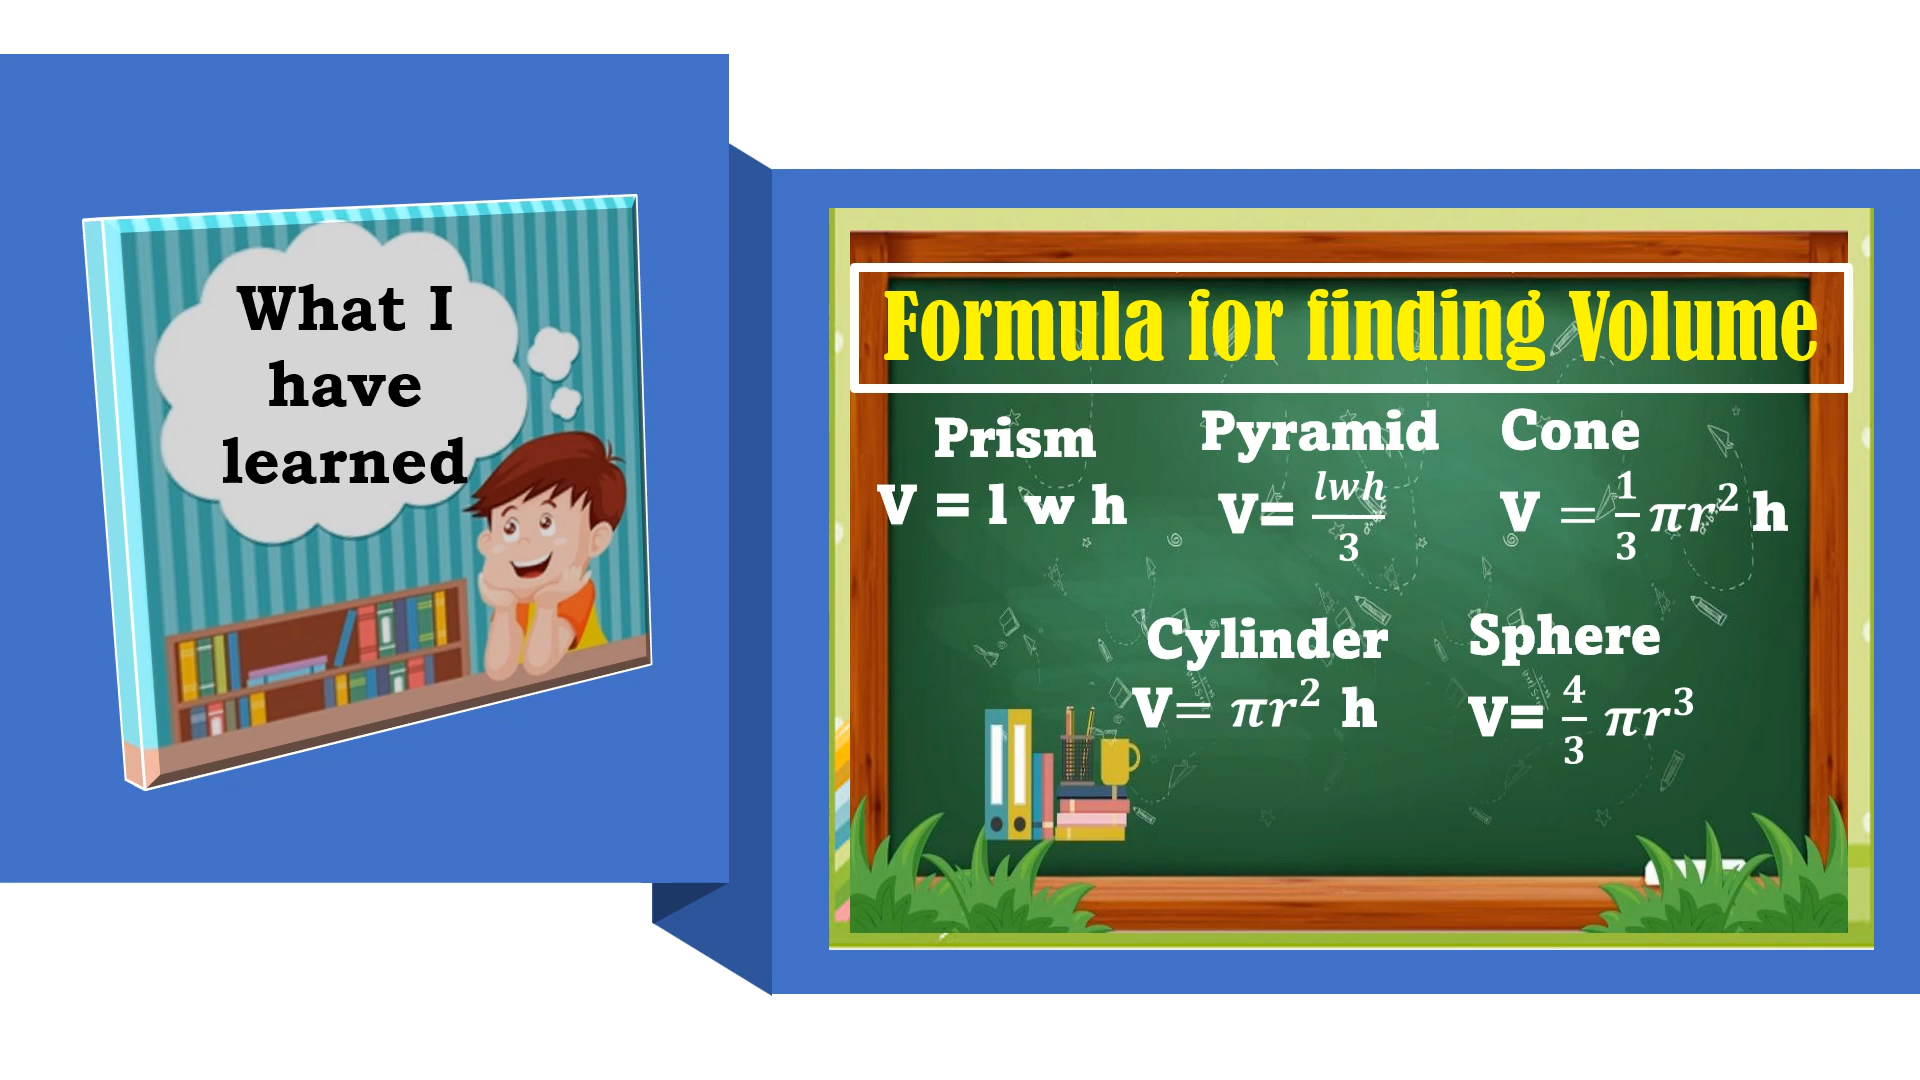 What I
have
learned
Formula for finding Volume
Prism
V = l w h
Pyramid
V= lwh/3
Cone
V = 1/3 πr² h
Cylinder
V= πr² h
Sphere
V= 4/3 πr³